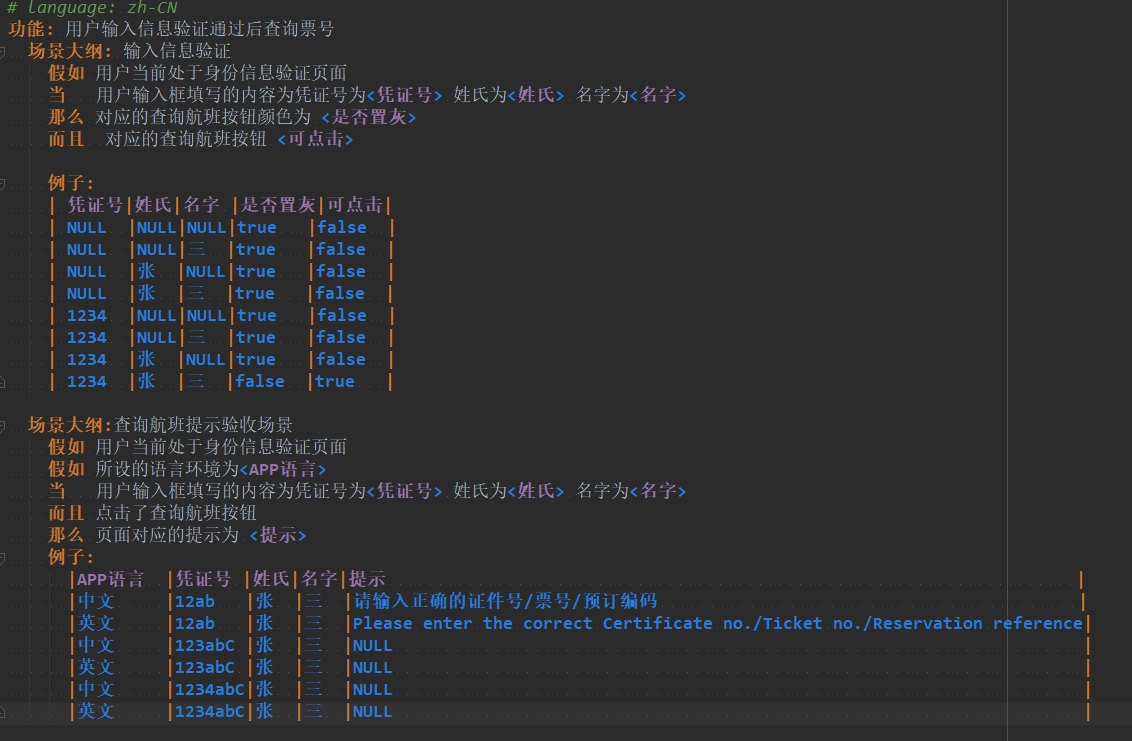 # language: zh-CN
功能: 用户输入信息验证通过后查询票号
场景大纲: 输入信息验证
假如 用户当前处于身份信息验证页面
当 用户输入框填写的内容为凭证号为<凭证号> 姓氏为<姓氏> 名字为<名字>
那么 对应的查询航班按钮颜色为 <是否置灰>
而且 对应的查询航班按钮 <可点击>
例子:
| 凭证号|姓氏|名字 |是否置灰|可点击|
| NULL |NULL|NULL|true |false |
| NULL |NULL|三 |true |false |
| NULL |张 |NULL|true |false |
| NULL |张 |三 |true |false |
| 1234 |NULL|NULL|true |false |
| 1234 |NULL|三 |true |false |
| 1234 |张 |NULL|true |false |
| 1234 |张 |三 |false |true |
场景大纲:查询航班提示验收场景
假如 用户当前处于身份信息验证页面
假如 所设的语言环境为<APP语言>
当 用户输入框填写的内容为凭证号为<凭证号> 姓氏为<姓氏> 名字为<名字>
而且 点击了查询航班按钮
那么 页面对应的提示为 <提示>
例子:
|APP语言 |凭证号 |姓氏|名字|提示 |
|中文 |12ab |张 |三 |请输入正确的证件号/票号/预订编码 |
|英文 |12ab |张 |三 |Please enter the correct Certificate no./Ticket no./Reservation reference|
|中文 |123abC |张 |三 |NULL |
|英文 |123abC |张 |三 |NULL |
|中文 |1234abC|张 |三 |NULL |
|英文 |1234abC|张 |三 |NULL |